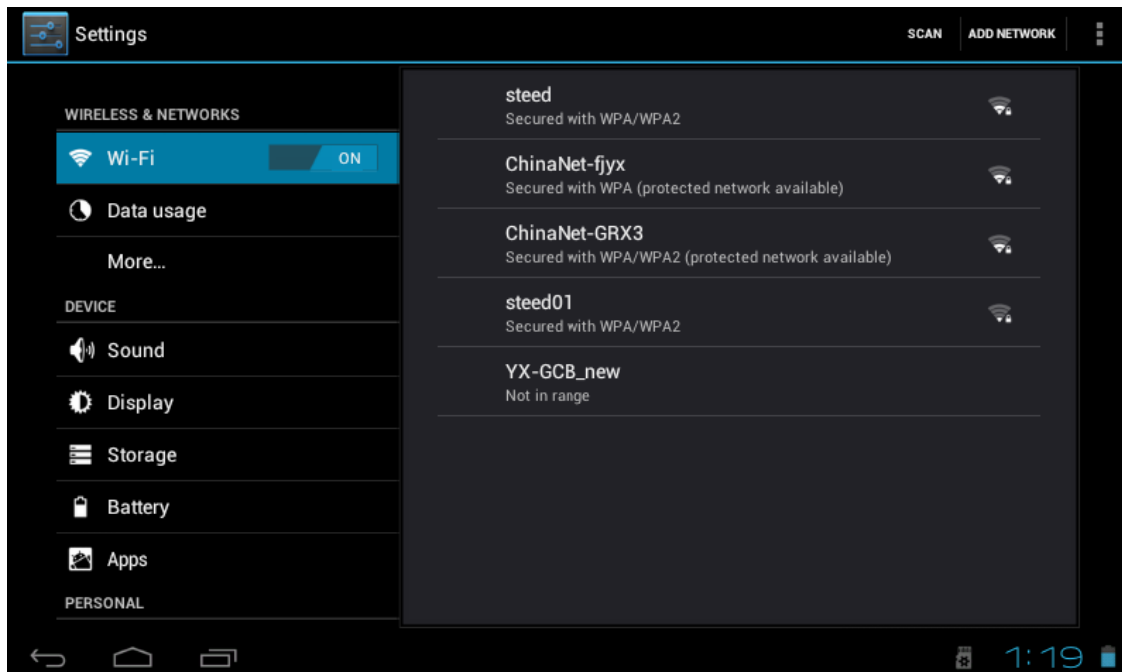 Settings
SCAN
ADD NETWORK
WIRELESS & NETWORKS
Wi-Fi
ON
Data usage
More...
DEVICE
Sound
Display
Storage
Battery
Apps
PERSONAL
steed
Secured with WPA/WPA2
ChinaNet-fjyx
Secured with WPA (protected network available)
ChinaNet-GRX3
Secured with WPA/WPA2 (protected network available)
steed01
Secured with WPA/WPA2
YX-GCB_new
Not in range
1:19